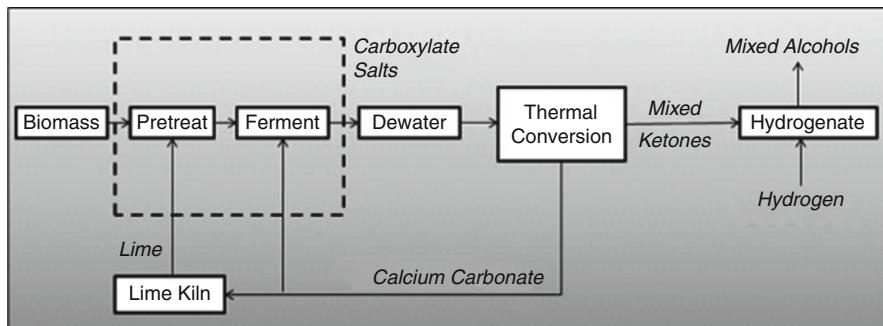 Carboxylate
Salts
Mixed Alcohols
Biomass
Pretreat
Ferment
Dewater
Thermal
Conversion
Mixed
Ketones
Hydrogenate
Hydrogen
Lime
Calcium Carbonate
Lime Kiln